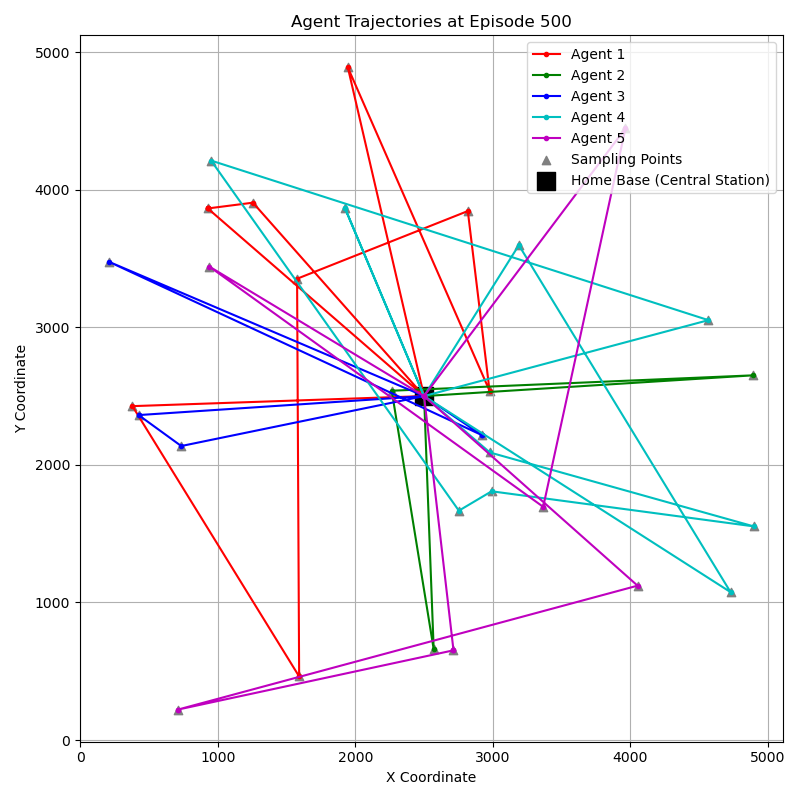 Agent Trajectories at Episode 500
Agent 1
Agent 2
Agent 3
Agent 4
Agent 5
Sampling Points
Home Base (Central Station)
5000
4000
3000
2000
1000
0
Y Coordinate
0
1000
2000
3000
4000
5000
X Coordinate